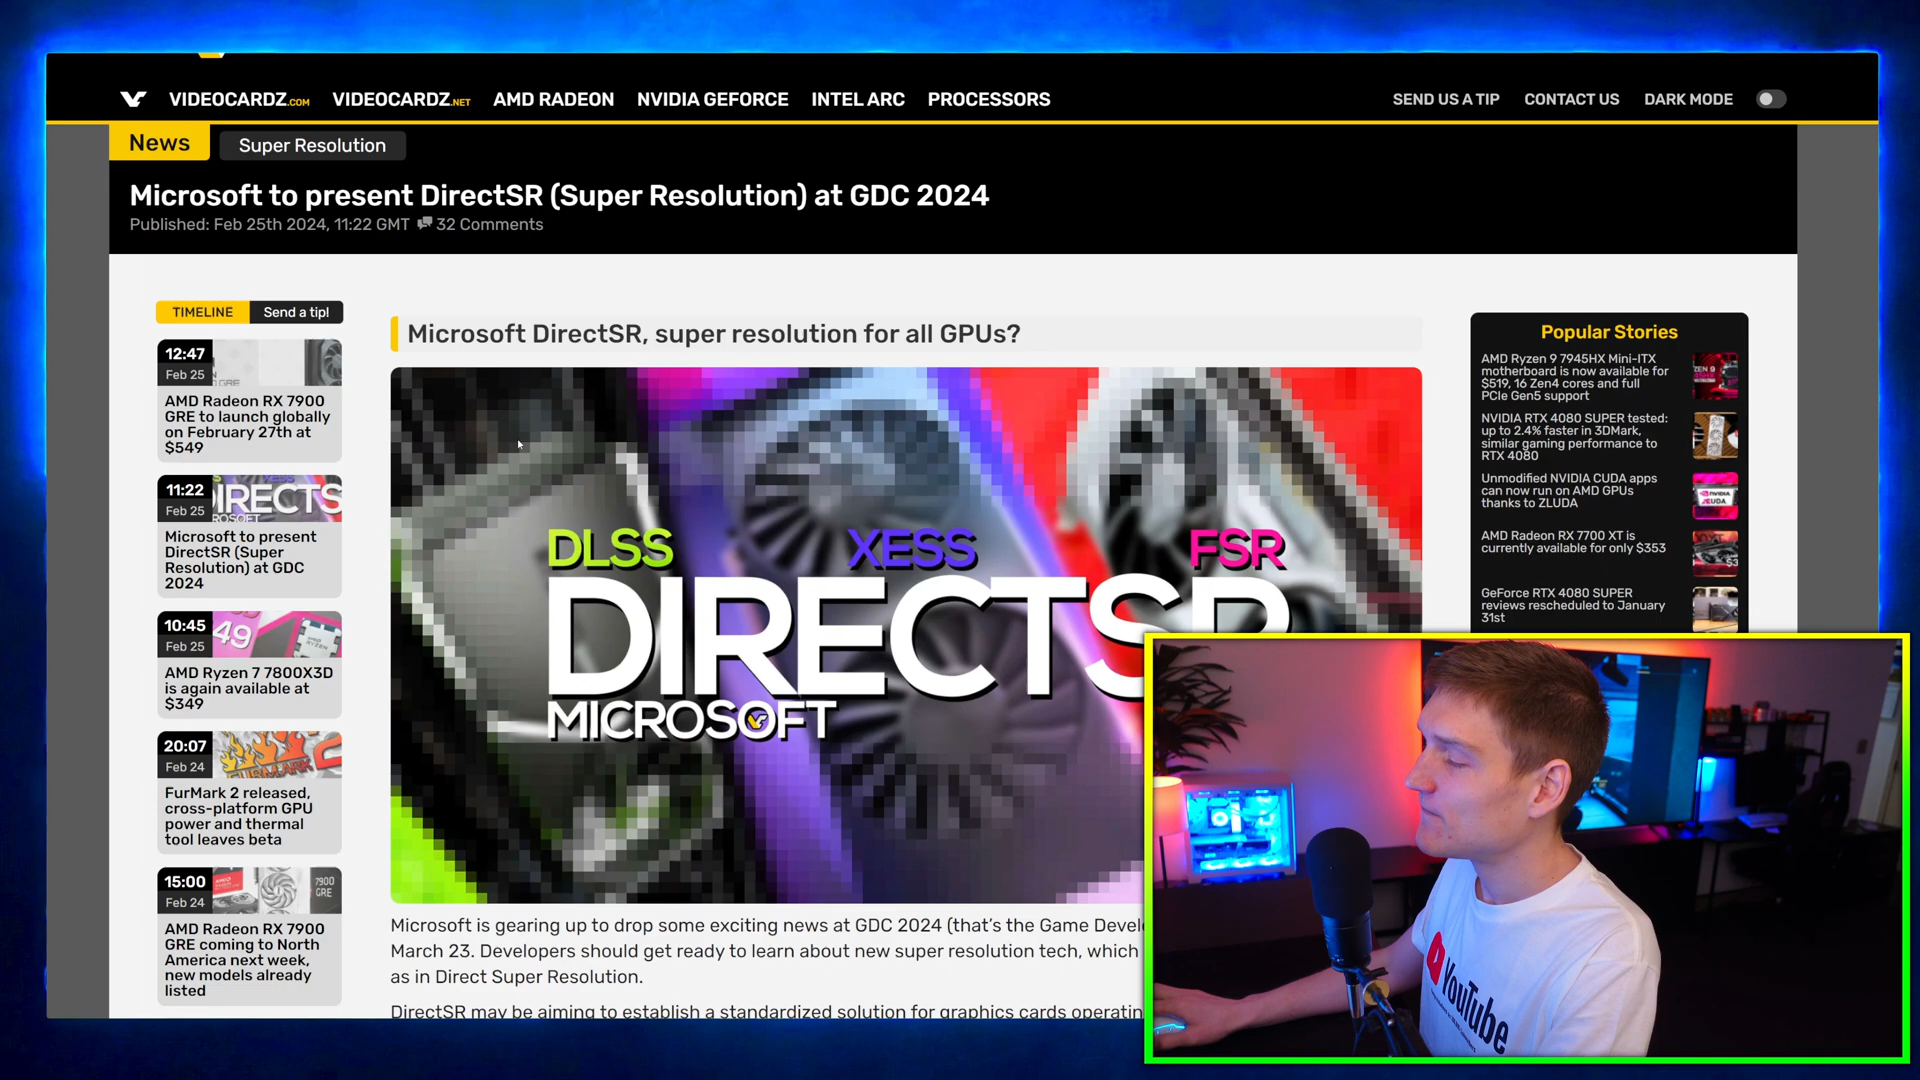 VIDEOCARDZ.COM VIDEOCARDZ.NET AMD RADEON NVIDIA GEFORCE INTEL ARC PROCESSORS SEND US A TIP CONTACT US DARK MODE
News Super Resolution
Microsoft to present DirectSR (Super Resolution) at GDC 2024
Published: Feb 25th 2024, 11:22 GMT 32 Comments
TIMELINE Send a tip!
12:47
Feb 25
GRE
AMD Radeon RX 7900
GRE to launch globally
on February 27th at
$549
11:22
Feb 25
DIRECTS
Microsoft to present
DirectSR (Super
Resolution) at GDC
2024
10:45
Feb 25
49
RYZEN
AMD Ryzen 7 7800X3D
is again available at
$349
20:07
Feb 24
FURMARK 2
FurMark 2 released,
cross-platform GPU
power and thermal
tool leaves beta
15:00
Feb 24
7900
GRE
AMD Radeon RX 7900
GRE coming to North
America next week,
new models already
listed
Microsoft DirectSR, super resolution for all GPUs?
DLSS XESS FSR
DIRECTSR
MICROSOFT
Microsoft is gearing up to drop some exciting news at GDC 2024 (that's the Game Develo
March 23. Developers should get ready to learn about new super resolution tech, which
as in Direct Super Resolution.
DirectSR may be aiming to establish a standardized solution for graphics cards operatin
Popular Stories
AMD Ryzen 9 7945HX Mini-ITX
motherboard is now available for
$519, 16 Zen4 cores and full
PCIe Gen5 support
NVIDIA RTX 4080 SUPER tested:
up to 2.4% faster in 3DMark,
similar gaming performance to
RTX 4080
Unmodified NVIDIA CUDA apps
can now run on AMD GPUs
thanks to ZLUDA
AMD Radeon RX 7700 XT is
currently available for only $353
GeForce RTX 4080 SUPER
reviews rescheduled to January
31st
YouTube